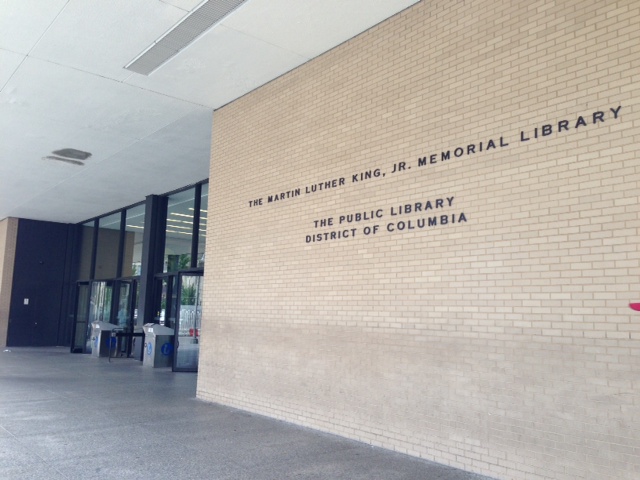 THE MARTIN LUTHER KING, JR. MEMORIAL LIBRARY
THE PUBLIC LIBRARY
DISTRICT OF COLUMBIA